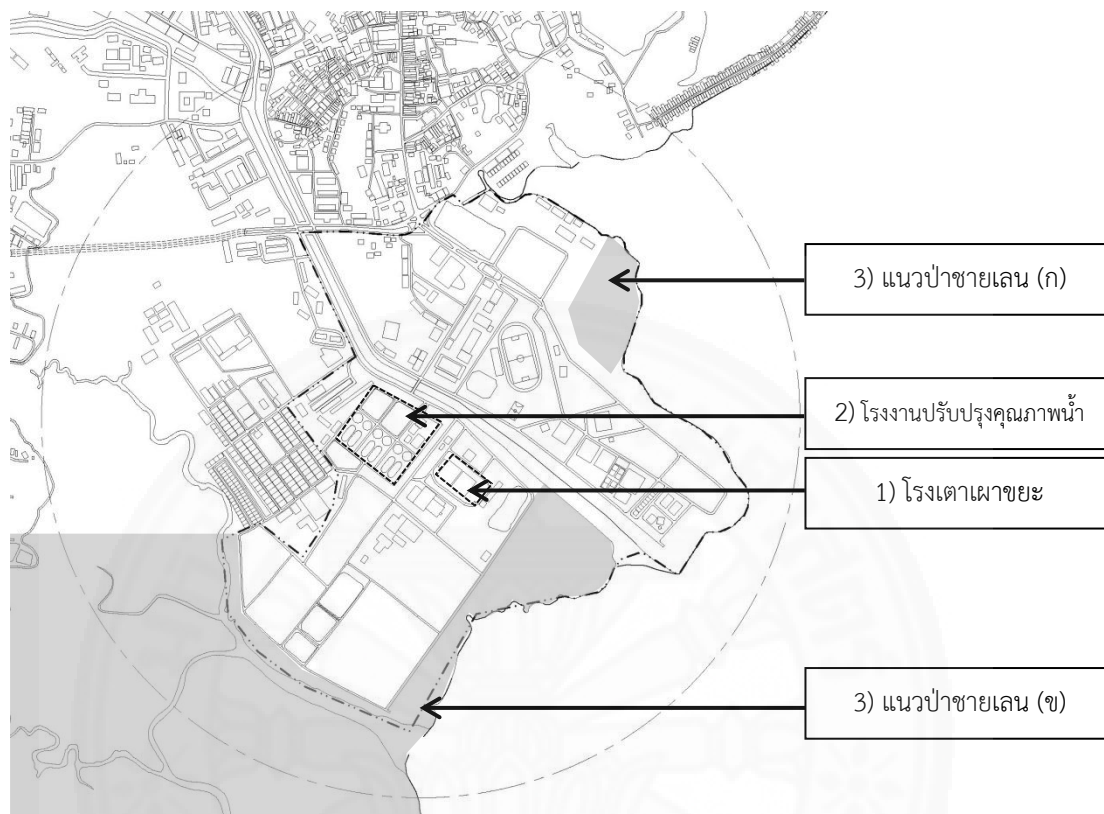 3) แนวป่าชายเลน (ก)
2) โรงงานปรับปรุงคุณภาพน้ำ
1) โรงเตาเผาขยะ
3) แนวป่าชายเลน (ข)